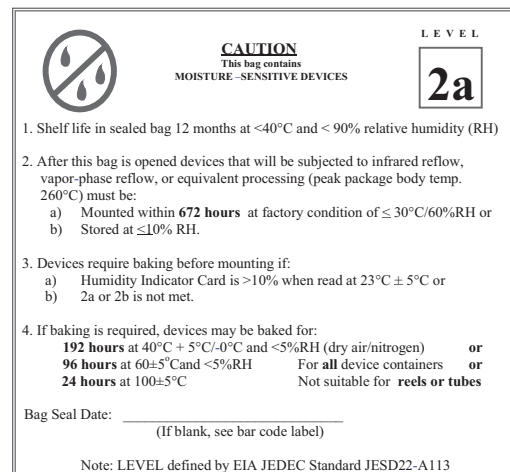 LEVEL
2a
CAUTION
This bag contains
MOISTURE –SENSITIVE DEVICES
1. Shelf life in sealed bag 12 months at <40°C and < 90% relative humidity (RH)
2. After this bag is opened devices that will be subjected to infrared reflow,
vapor-phase reflow, or equivalent processing (peak package body temp.
260°C) must be:
a) Mounted within 672 hours at factory condition of ≤ 30°C/60%RH or
b) Stored at ≤10% RH.
3. Devices require baking before mounting if:
a) Humidity Indicator Card is >10% when read at 23°C ± 5°C or
b) 2a or 2b is not met.
4. If baking is required, devices may be baked for:
192 hours at 40°C + 5°C/-0°C and <5%RH (dry air/nitrogen) or
96 hours at 60±5°Cand <5%RH For all device containers or
24 hours at 100±5°C Not suitable for reels or tubes
Bag Seal Date: ______________________________
(If blank, see bar code label)
Note: LEVEL defined by EIA JEDEC Standard JESD22-A113